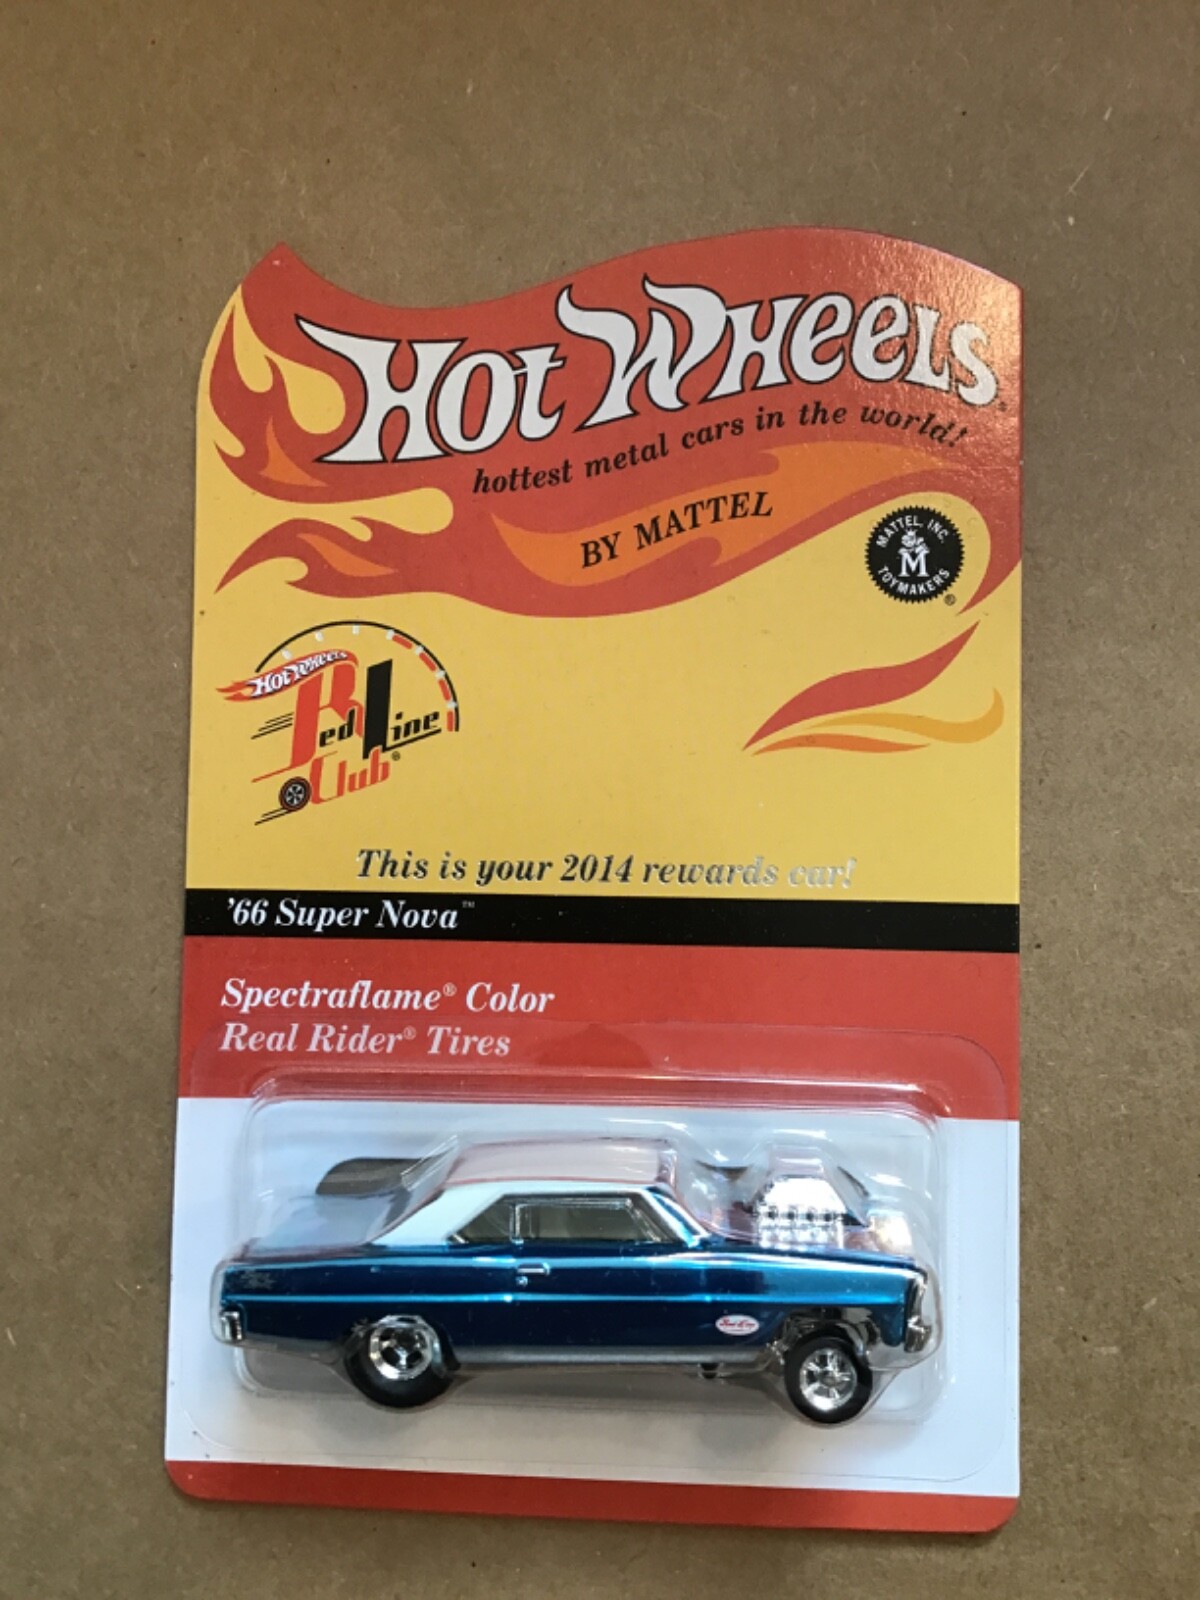 HOT WHEELS®
hottest metal cars in the world!
BY MATTEL
MATTEL, INC.
M
TOYMAKERS
®
HOT WHEELS
Red Line
Club®
This is your 2014 rewards car!
'66 Super Nova™
Spectraflame® Color
Real Rider® Tires